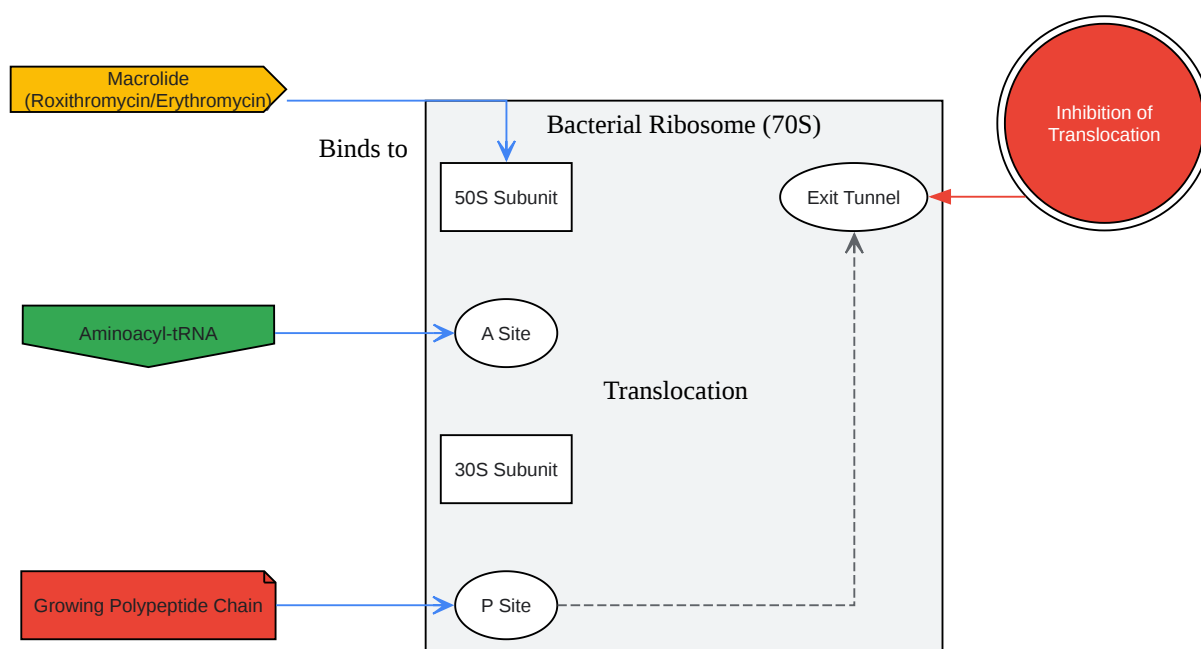 Macrolide
(Roxithromycin/Erythromycin)
Bacterial Ribosome (70S)
Inhibition of
Translocation
Binds to
50S Subunit
Exit Tunnel
Aminoacyl-tRNA
A Site
Translocation
30S Subunit
Growing Polypeptide Chain
P Site